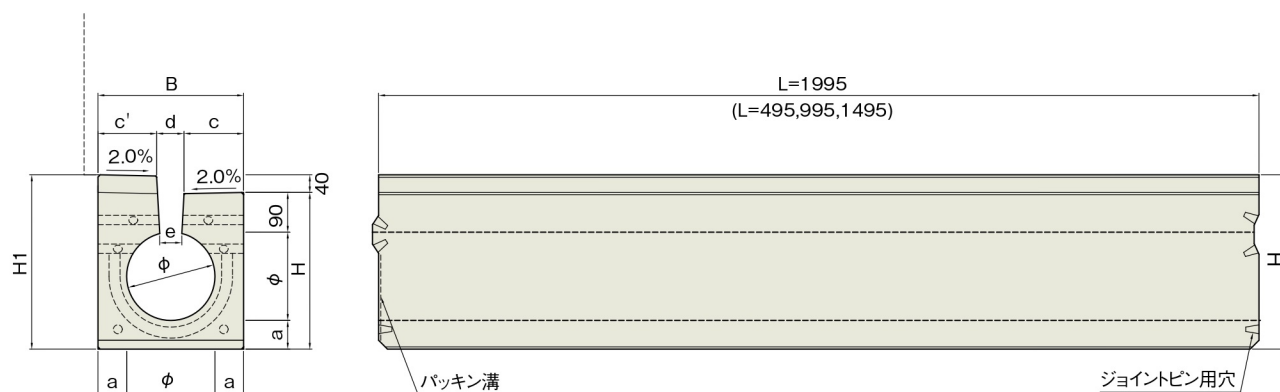 B
c'
d
c
2.0%
2.0%
40
90
e
H1
φ
φ
H
a
a
φ
a
L=1995
(L=495,995,1495)
H
パッキン溝
ジョイントピン用穴